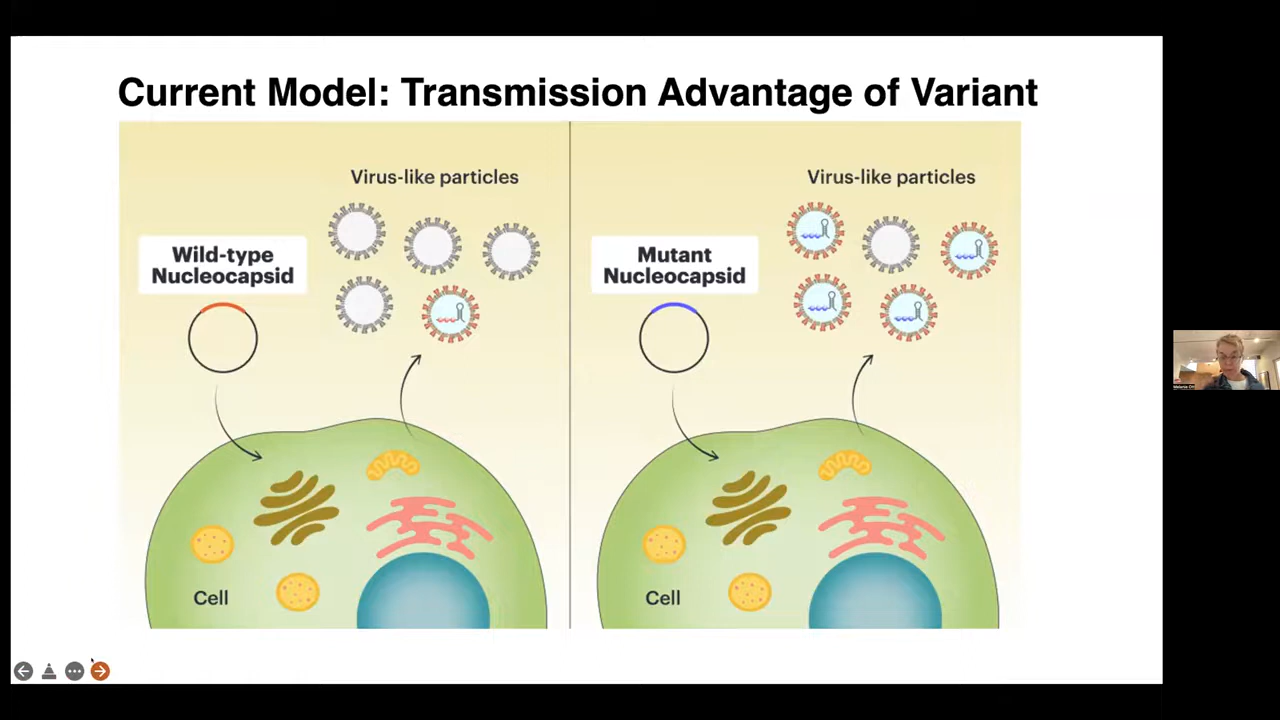 Current Model: Transmission Advantage of Variant
Virus-like particles
Wild-type
Nucleocapsid
Cell
Virus-like particles
Mutant
Nucleocapsid
Cell